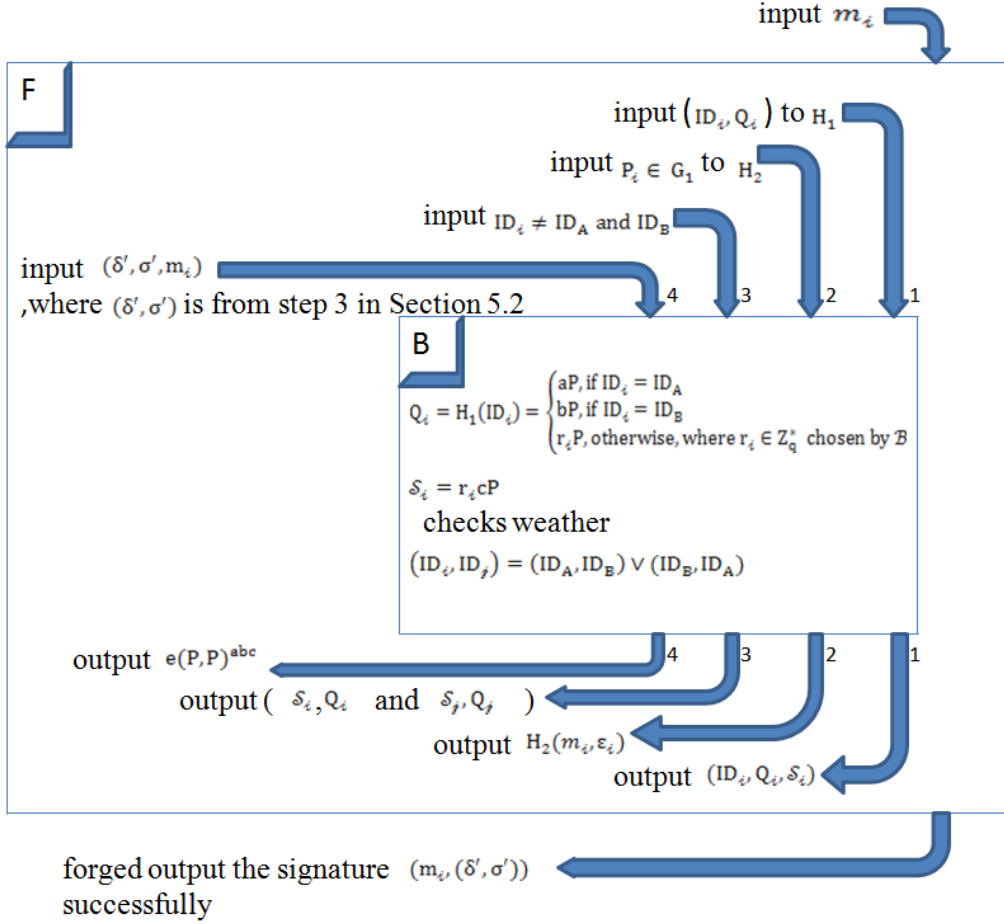 input m_i
F
input (ID_i, Q_i) to H_1
input P_i ∈ G_1 to H_2
input ID_i ≠ ID_A and ID_B
input (δ′, σ′, m_i)
,where (δ′, σ′) is from step 3 in Section 5.2
4 3 2 1
B
Q_i = H_1(ID_i) = { aP, if ID_i = ID_A
bP, if ID_i = ID_B
r_iP, otherwise, where r_i ∈ Z_q^* chosen by ℬ
𝒮_i = r_icP
checks weather
(ID_i, ID_j) = (ID_A, ID_B) ∨ (ID_B, ID_A)
4 3 2 1
output e(P, P)^abc
output ( 𝒮_i, Q_i and 𝒮_j, Q_j )
output H_2(m_i, ε_i)
output (ID_i, Q_i, 𝒮_i)
forged output the signature (m_i, (δ′, σ′))
successfully